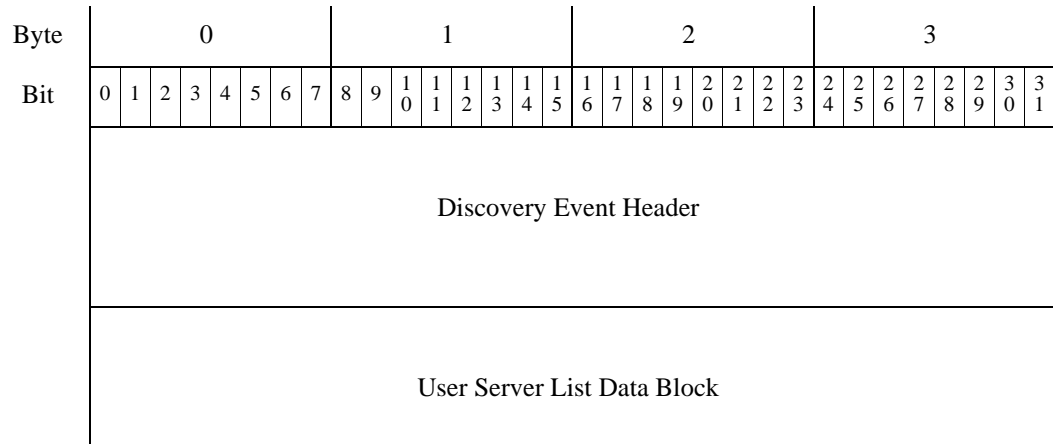 Byte 0 1 2 3
Bit 0 1 2 3 4 5 6 7 8 9 10 11 12 13 14 15 16 17 18 19 20 21 22 23 24 25 26 27 28 29 30 31
Discovery Event Header
User Server List Data Block